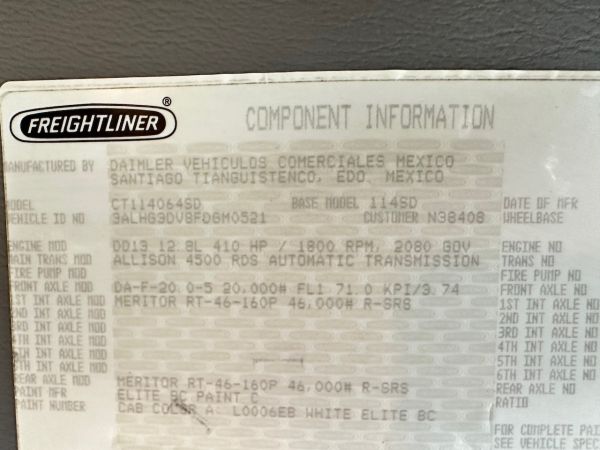 FREIGHTLINER®
COMPONENT INFORMATION
MANUFACTURED BY DAIMLER VEHICULOS COMERCIALES MEXICO
SANTIAGO TIANGUISTENCO, EDO. MEXICO
MODEL CT114064SD BASE MODEL 114SD DATE OF MFR
VEHICLE ID NO 3ALHG3DV8FDGM0521 CUSTOMER N38408 WHEELBASE
ENGINE MOD DD13 12.8L 410 HP / 1800 RPM, 2080 GOV ENGINE NO
MAIN TRANS MOD ALLISON 4500 RDS AUTOMATIC TRANSMISSION TRANS NO
FIRE PUMP MOD FIRE PUMP NO
FRONT AXLE MOD DA-F-20.0-5 20,000# FL1 71.0 KPI/3.74 FRONT AXLE NO
1ST INT AXLE MOD MERITOR RT-46-160P 46,000# R-SRS 1ST INT AXLE NO
2ND INT AXLE MOD 2ND INT AXLE NO
3RD INT AXLE MOD 3RD INT AXLE NO
4TH INT AXLE MOD 4TH INT AXLE NO
5TH INT AXLE MOD 5TH INT AXLE NO
6TH INT AXLE MOD 6TH INT AXLE NO
REAR AXLE MOD MERITOR RT-46-160P 46,000# R-SRS REAR AXLE NO
PAINT MFR ELITE BC PAINT C RATIO
PAINT NUMBER CAB COLOR A: L0006EB WHITE ELITE BC
FOR COMPLETE PAI
SEE VEHICLE SPEC